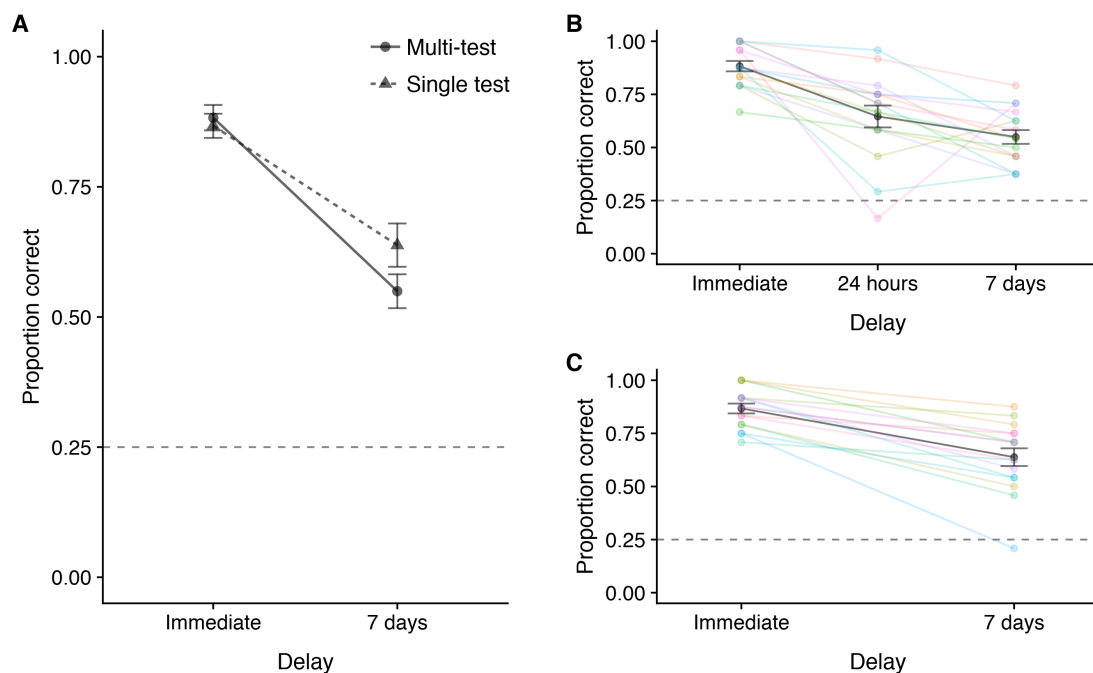 A
Multi-test
Single test
1.00
0.75
0.50
0.25
0.00
Proportion correct
Immediate
7 days
Delay
B
1.00
0.75
0.50
0.25
0.00
Proportion correct
Immediate
24 hours
7 days
Delay
C
1.00
0.75
0.50
0.25
0.00
Proportion correct
Immediate
7 days
Delay